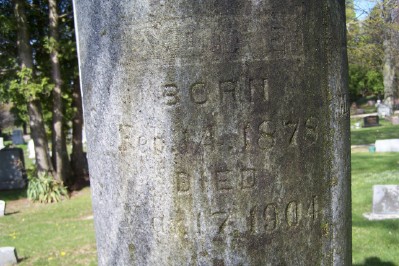 BORN
Feb. 14. 1878
DIED
17. 1904